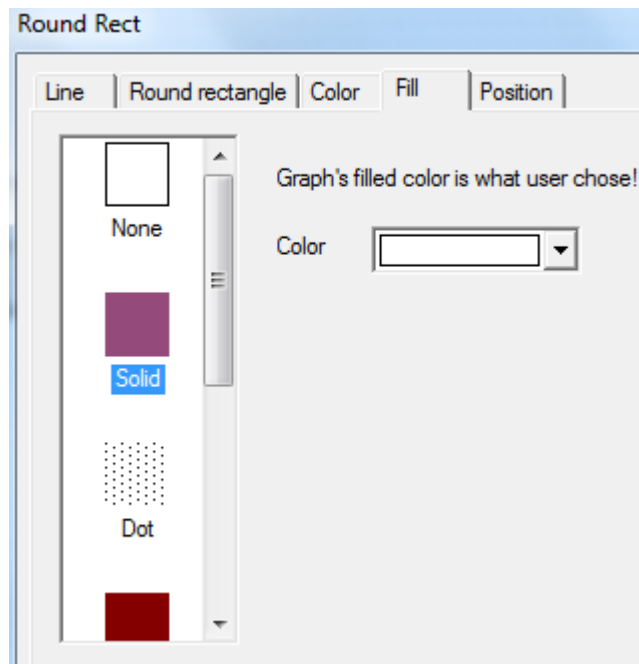 Round Rect
Line Round rectangle Color Fill Position
None
Solid
Dot
Graph's filled color is what user chose!
Color